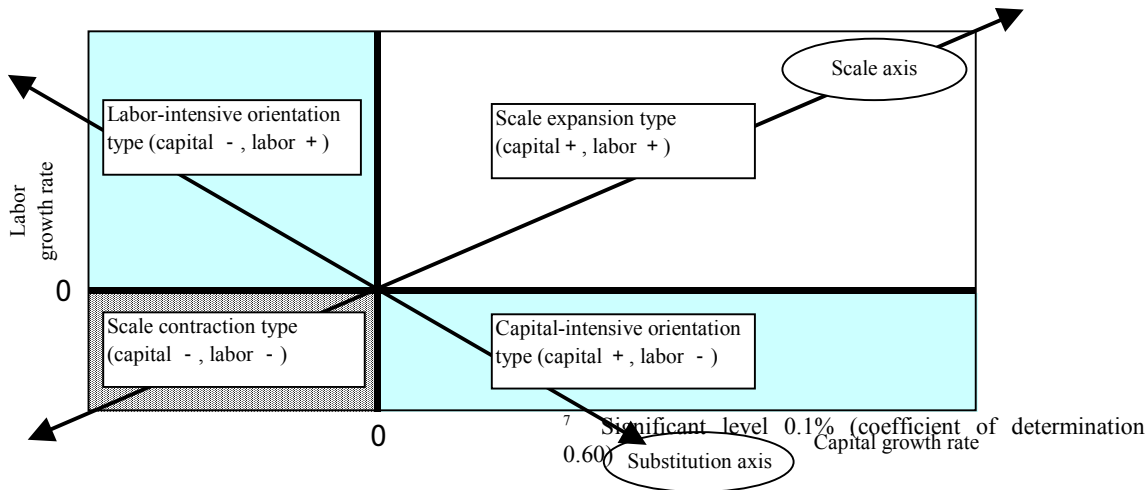 Scale axis
Labor-intensive orientation
type (capital - , labor + )
Scale expansion type
(capital + , labor + )
Labor
growth rate
0
Scale contraction type
(capital - , labor - )
Capital-intensive orientation
type (capital + , labor - )
0
7 Significant level 0.1% (coefficient of determination
0.60)
Capital growth rate
Substitution axis